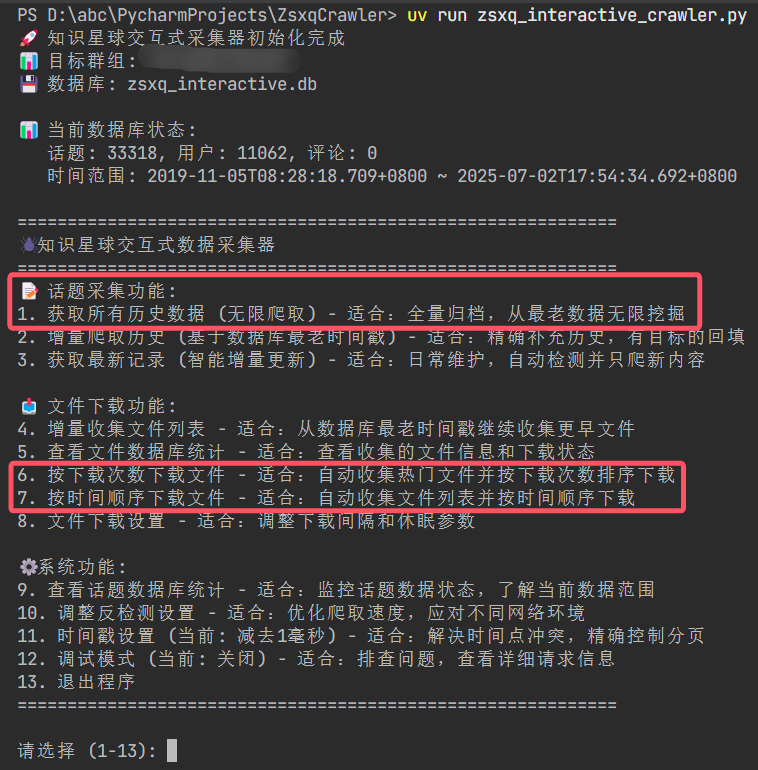 PS D:\abc\PycharmProjects\ZsxqCrawler> uv run zsxq_interactive_crawler.py
🚀 知识星球交互式采集器初始化完成
📊 目标群组:
💾 数据库: zsxq_interactive.db
📊 当前数据库状态:
话题: 33318, 用户: 11062, 评论: 0
时间范围: 2019-11-05T08:28:18.709+0800 ~ 2025-07-02T17:54:34.692+0800
============================================================
🕷️知识星球交互式数据采集器
============================================================
📝 话题采集功能:
1. 获取所有历史数据 (无限爬取) - 适合: 全量归档，从最老数据无限挖掘
2. 增量爬取历史 (基于数据库最老时间戳) - 适合: 精确补充历史，有目标的回填
3. 获取最新记录 (智能增量更新) - 适合: 日常维护，自动检测并只爬新内容
📥 文件下载功能:
4. 增量收集文件列表 - 适合: 从数据库最老时间戳继续收集更早文件
5. 查看文件数据库统计 - 适合: 查看收集的文件信息和下载状态
6. 按下载次数下载文件 - 适合: 自动收集热门文件并按下载次数排序下载
7. 按时间顺序下载文件 - 适合: 自动收集文件列表并按时间顺序下载
8. 文件下载设置 - 适合: 调整下载间隔和休眠参数
⚙️系统功能:
9. 查看话题数据库统计 - 适合: 监控话题数据状态，了解当前数据范围
10. 调整反检测设置 - 适合: 优化爬取速度，应对不同网络环境
11. 时间戳设置 (当前: 减去1毫秒) - 适合: 解决时间点冲突，精确控制分页
12. 调试模式 (当前: 关闭) - 适合: 排查问题，查看详细请求信息
13. 退出程序
============================================================
请选择 (1-13):